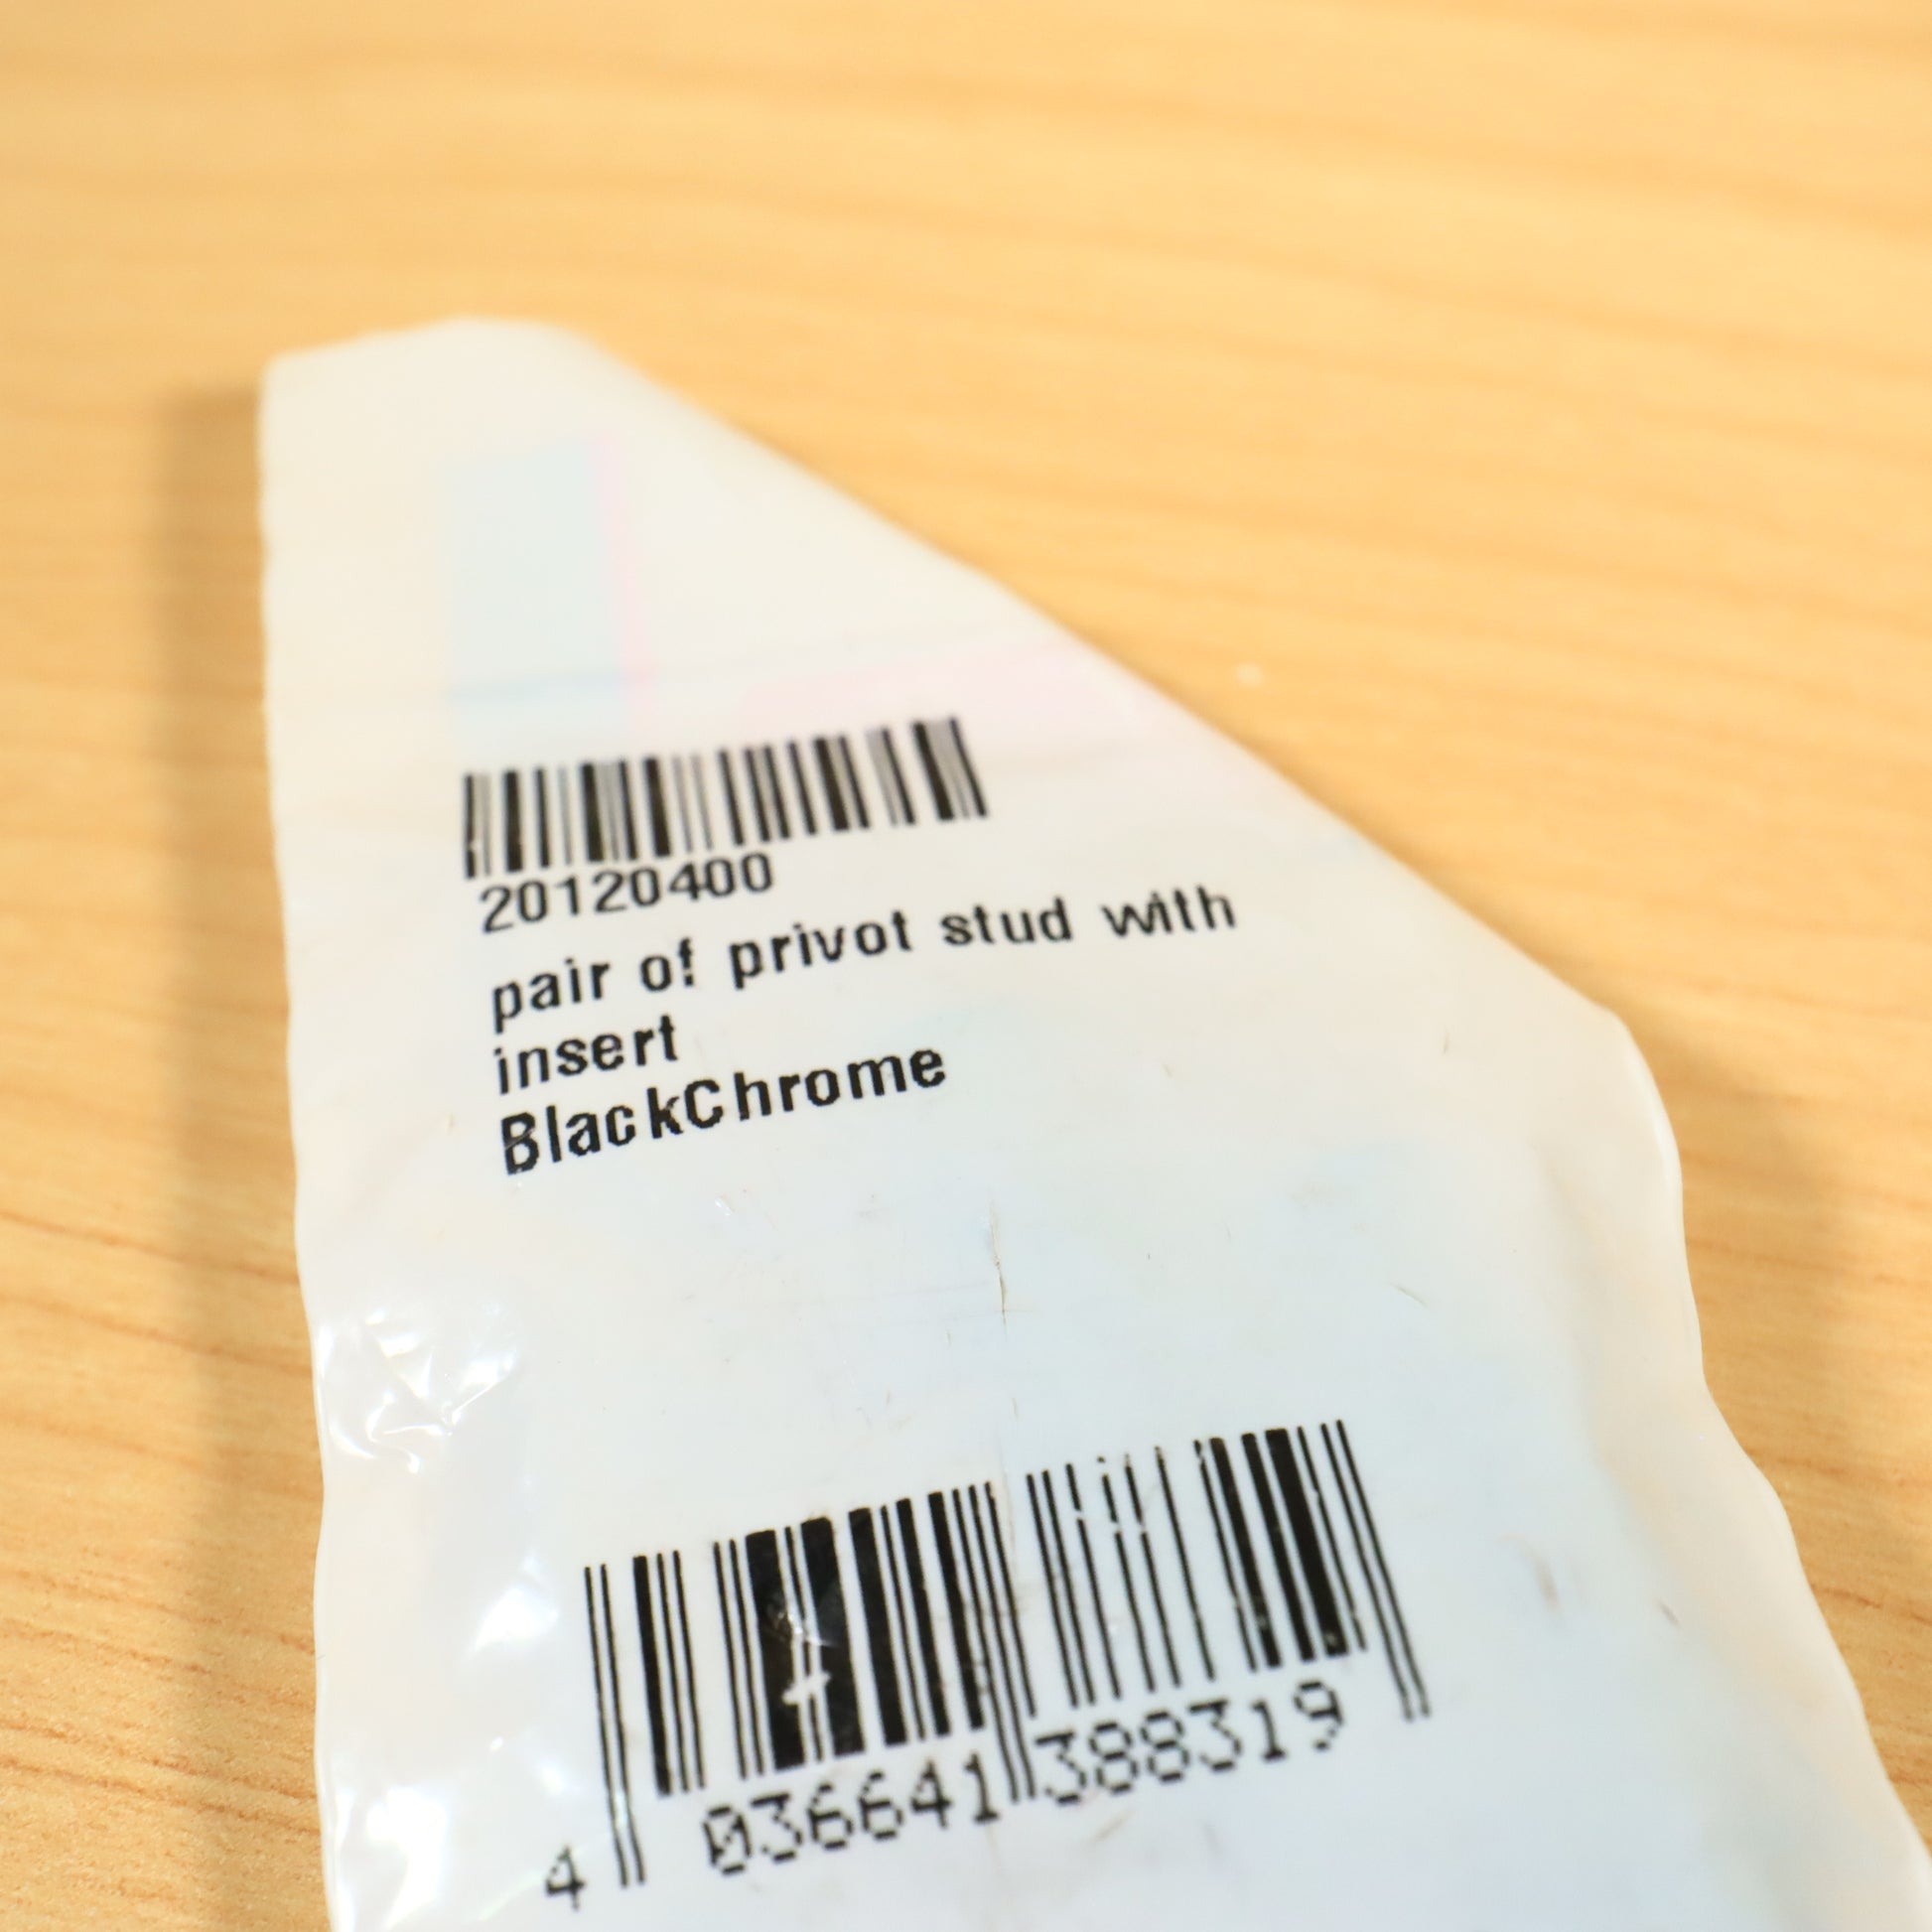 20120400
pair of privot stud with
insert
BlackChrome
4 036641 388319